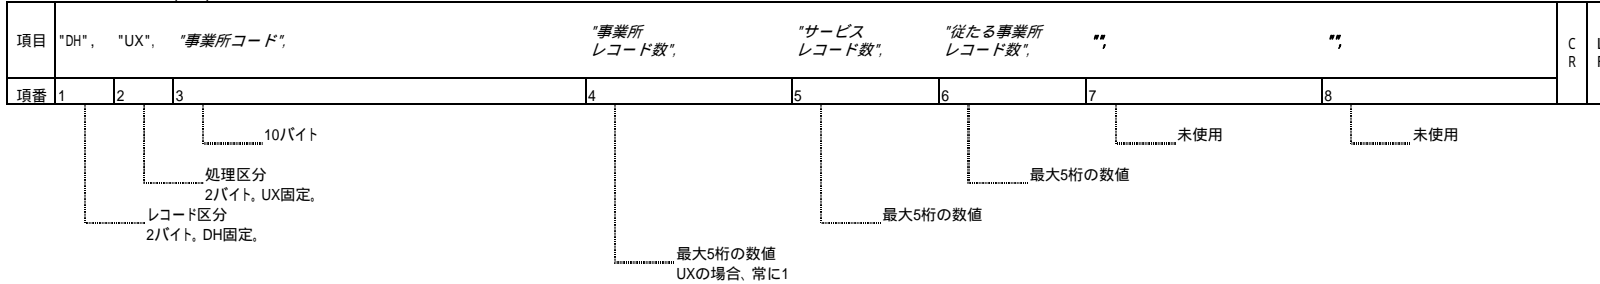 項目 "DH", "UX", "事業所コード", "事業所 "サービス "従たる事業所 "", "", C L
レコード数", レコード数", レコード数", R
項番 1 2 3 4 5 6 7 8
10バイト 未使用 未使用
処理区分 最大5桁の数値
2バイト。UX固定。
レコード区分 最大5桁の数値
2バイト。DH固定。
最大5桁の数値
UXの場合、常に1